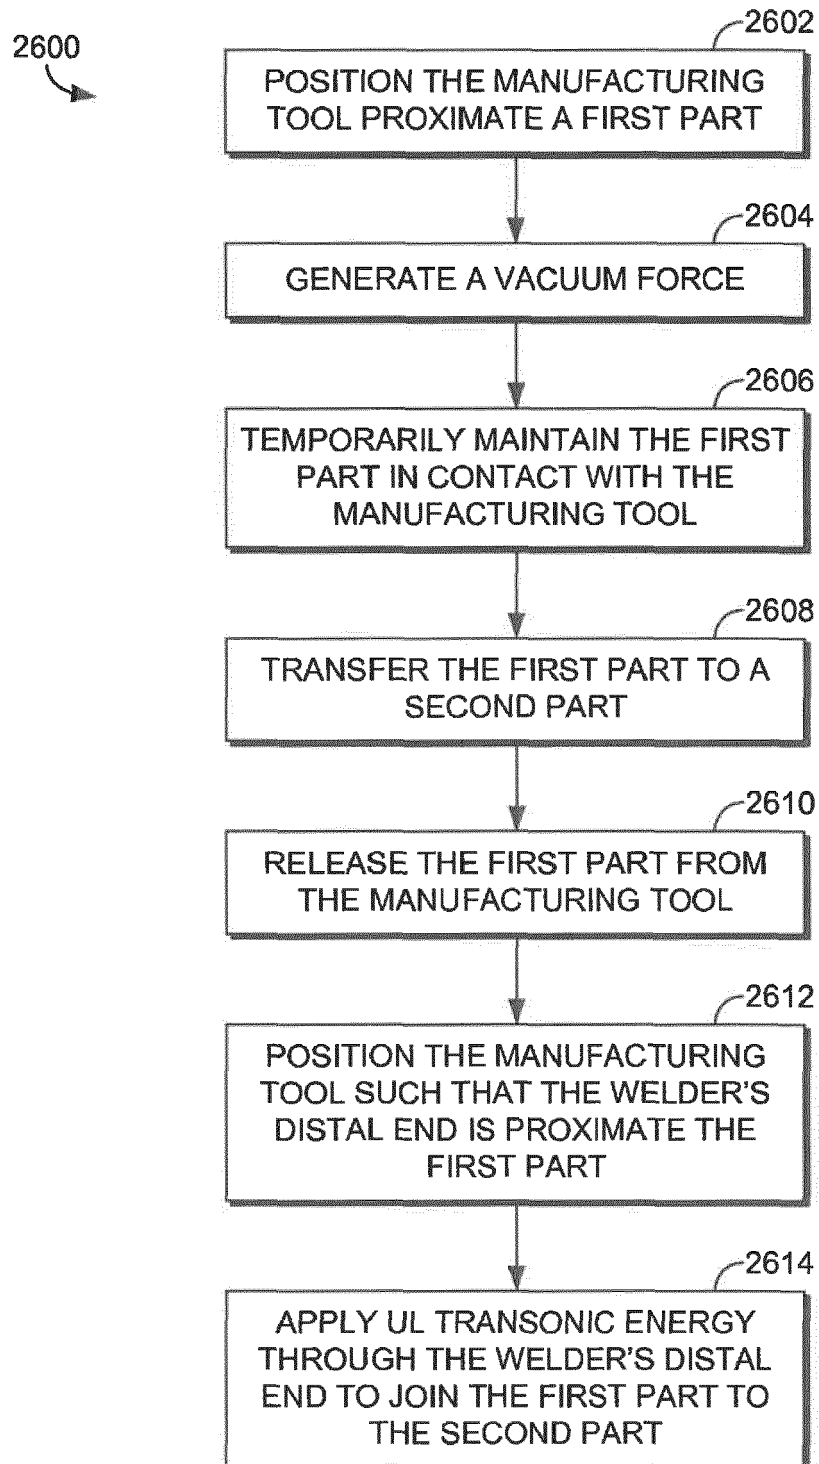 2600
2602
POSITION THE MANUFACTURING
TOOL PROXIMATE A FIRST PART
2604
GENERATE A VACUUM FORCE
2606
TEMPORARILY MAINTAIN THE FIRST
PART IN CONTACT WITH THE
MANUFACTURING TOOL
2608
TRANSFER THE FIRST PART TO A
SECOND PART
2610
RELEASE THE FIRST PART FROM
THE MANUFACTURING TOOL
2612
POSITION THE MANUFACTURING
TOOL SUCH THAT THE WELDER'S
DISTAL END IS PROXIMATE THE
FIRST PART
2614
APPLY UL TRANSONIC ENERGY
THROUGH THE WELDER'S DISTAL
END TO JOIN THE FIRST PART TO
THE SECOND PART